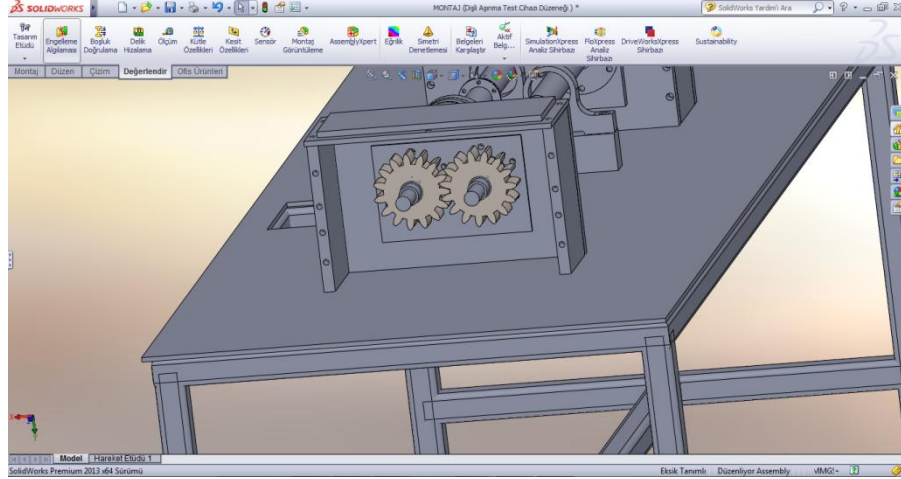 SOLIDWORKS
MONTAJ (Dişli Aşınma Test Cihazı Düzeneği ) *
SolidWorks Yardım'ı Ara
Tasarım Etüdü
Engelleme Algılaması
Boşluk Doğrulama
Delik Hizalama
Ölçüm
Kütle Özellikleri
Kesit Özellikleri
Sensör
Montaj Görüntüleme
AssemblyXpert
Eğrilik
Simetri Denetlemesi
Belgeleri Karşılaştır
Aktif Belg...
SimulationXpress Analiz Sihirbazı
FloXpress Analiz Sihirbazı
DriveWorksXpress Sihirbazı
Sustainability
Montaj Düzen Çizim Değerlendir Ofis Ürünleri
Model Hareket Etüdü 1
SolidWorks Premium 2013 x64 Sürümü Eksik Tanımlı Düzenliyor Assembly